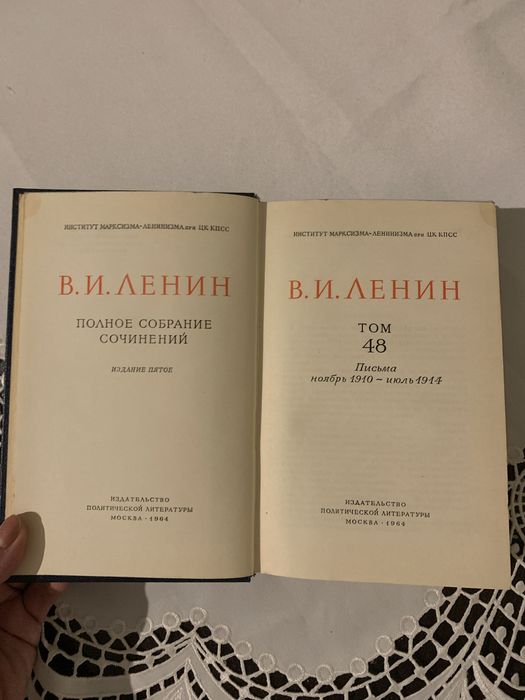 ИНСТИТУТ МАРКСИЗМА-ЛЕНИНИЗМА при ЦК КПСС
В. И. ЛЕНИН
ПОЛНОЕ СОБРАНИЕ
СОЧИНЕНИЙ
ИЗДАНИЕ ПЯТОЕ
ИЗДАТЕЛЬСТВО
ПОЛИТИЧЕСКОЙ ЛИТЕРАТУРЫ
МОСКВА · 1964
ИНСТИТУТ МАРКСИЗМА-ЛЕНИНИЗМА при ЦК КПСС
В. И. ЛЕНИН
ТОМ
48
Письма
ноябрь 1910 ~ июль 1914
ИЗДАТЕЛЬСТВО
ПОЛИТИЧЕСКОЙ ЛИТЕРАТУРЫ
МОСКВА · 1964